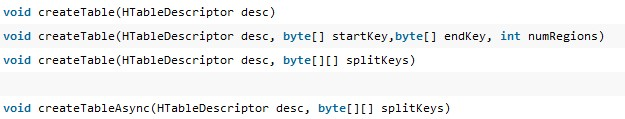 void createTable(HTableDescriptor desc)
void createTable(HTableDescriptor desc, byte[] startKey,byte[] endKey, int numRegions)
void createTable(HTableDescriptor desc, byte[][] splitKeys)
void createTableAsync(HTableDescriptor desc, byte[][] splitKeys)